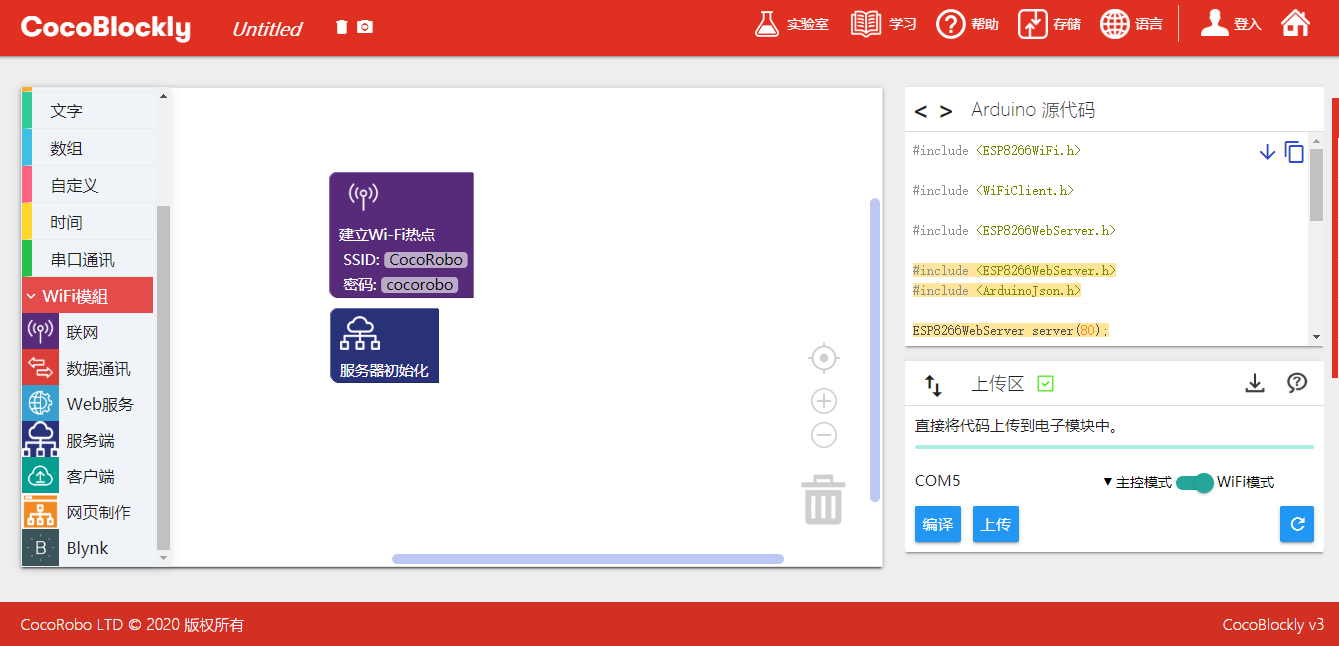 CocoBlockly
Untitled
实验室
学习
帮助
存储
语言
登入
文字
数组
自定义
时间
串口通讯
WiFi模組
联网
数据通讯
Web服务
服务端
客户端
网页制作
B Blynk
建立Wi-Fi热点
SSID: CocoRobo
密码: cocorobo
服务器初始化
< > Arduino 源代码
#include <ESP8266WiFi.h>
#include <WiFiClient.h>
#include <ESP8266WebServer.h>
#include <ESP8266WebServer.h>
#include <ArduinoJson.h>
ESP8266WebServer server(80);
上传区
直接将代码上传到电子模块中。
COM5
主控模式
WiFi模式
编译
上传
CocoRobo LTD © 2020 版权所有
CocoBlockly v3